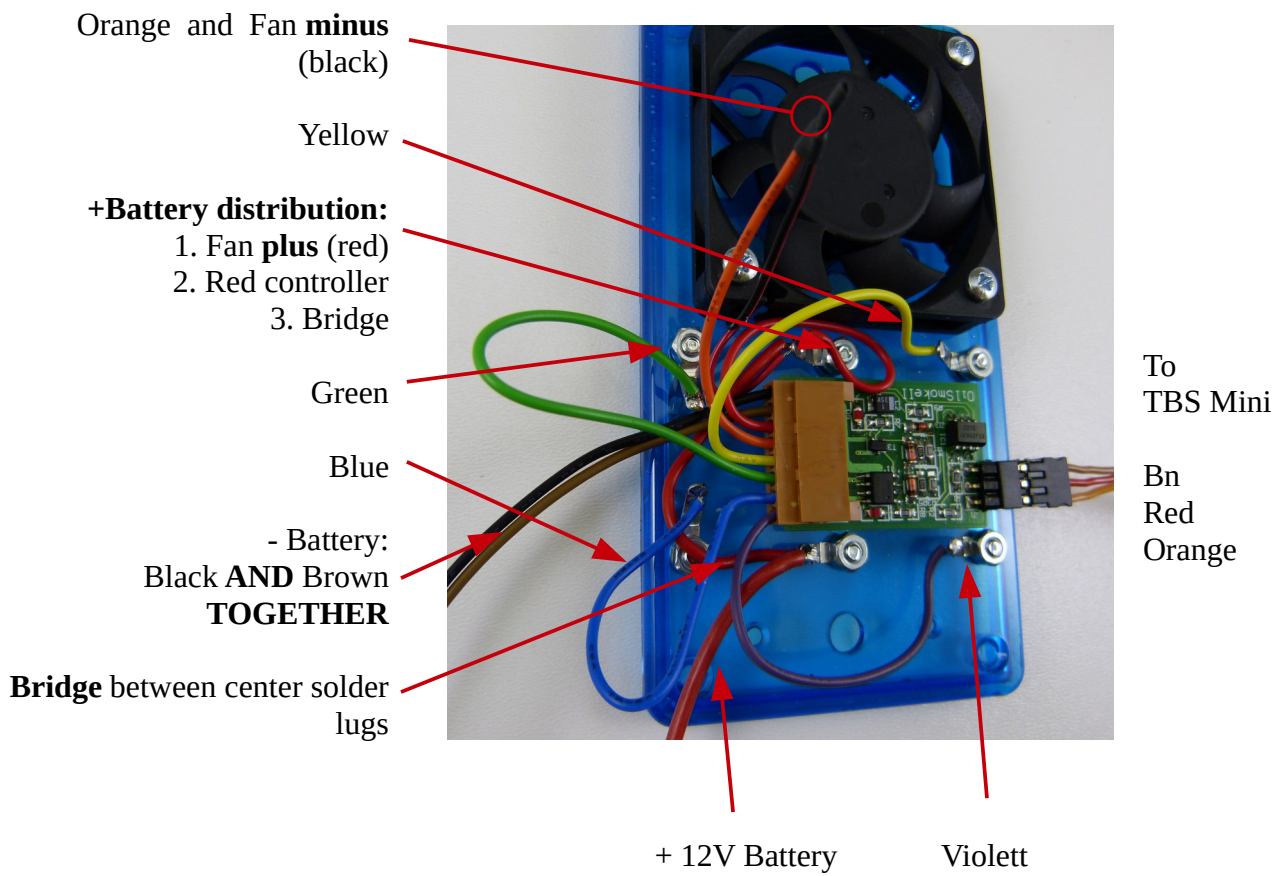 Orange and Fan minus
(black)
Yellow
+Battery distribution:
1. Fan plus (red)
2. Red controller
3. Bridge
Green
Blue
- Battery:
Black AND Brown
TOGETHER
Bridge between center solder
lugs
OilSmokeII
To
TBS Mini
Bn
Red
Orange
+ 12V Battery
Violett